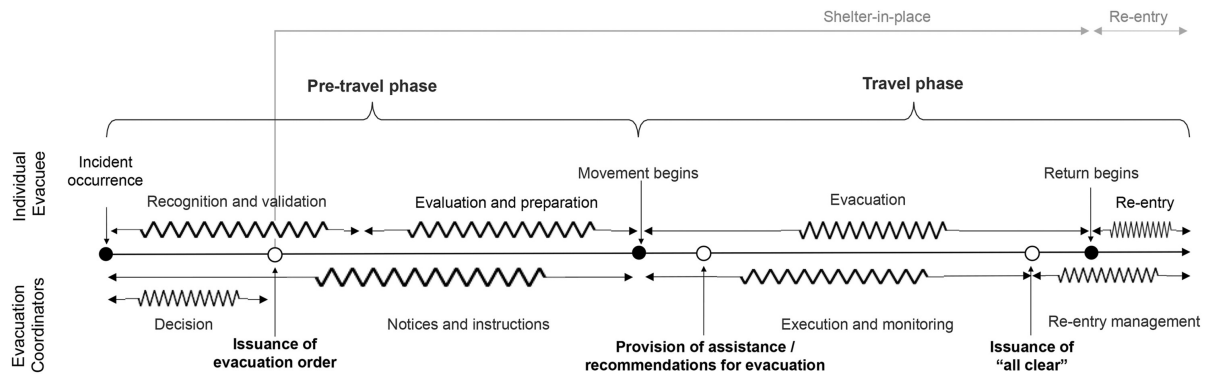 Shelter-in-place
Re-entry
Pre-travel phase
Travel phase
Individual
Evacuee
Incident
occurrence
Movement begins
Return begins
Recognition and validation
Evaluation and preparation
Evacuation
Re-entry
Evacuation
Coordinators
Decision
Notices and instructions
Execution and monitoring
Re-entry management
Issuance of
evacuation order
Provision of assistance /
recommendations for evacuation
Issuance of
“all clear”